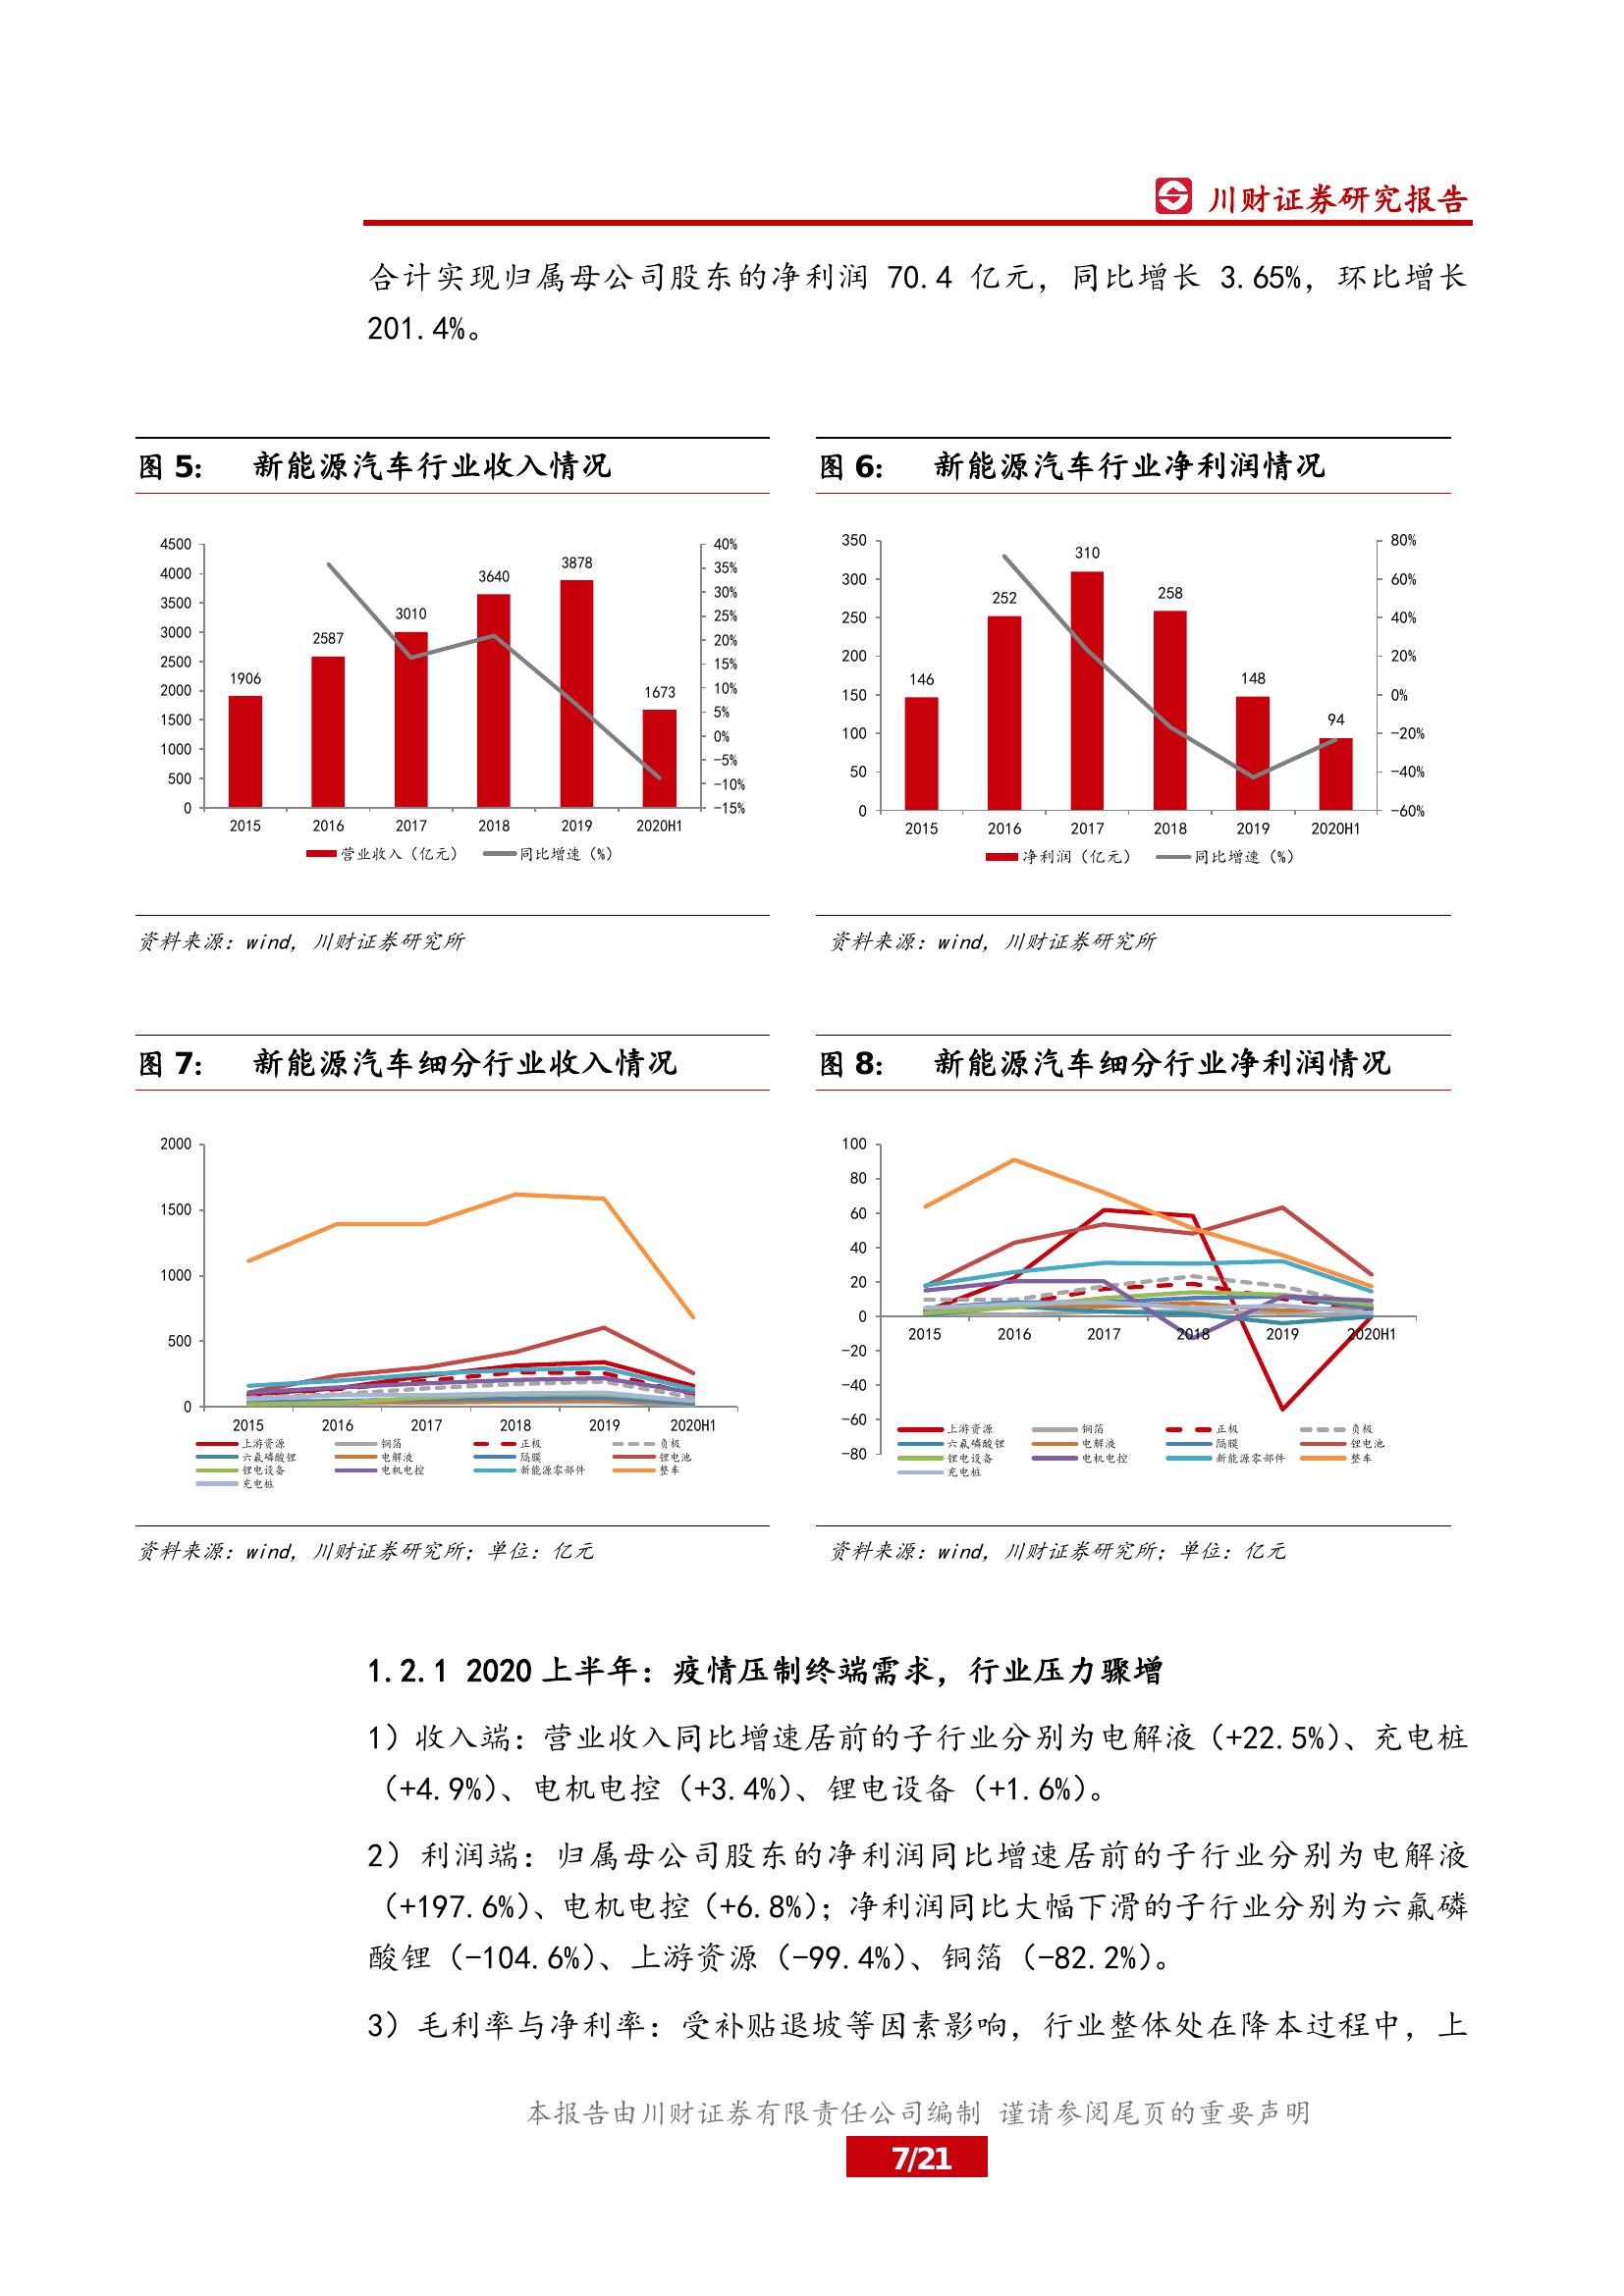 川财证券研究报告
合计实现归属母公司股东的净利润 70.4 亿元，同比增长 3.65%，环比增长
201.4%。
图 5： 新能源汽车行业收入情况
4500
4000
3500
3000
2500
2000
1500
1000
500
0
40%
35%
30%
25%
20%
15%
10%
5%
0%
-5%
-10%
-15%
1906
2587
3010
3640
3878
1673
2015 2016 2017 2018 2019 2020H1
营业收入（亿元） 同比增速（%）
资料来源：wind，川财证券研究所
图 6： 新能源汽车行业净利润情况
350
300
250
200
150
100
50
0
80%
60%
40%
20%
0%
-20%
-40%
-60%
146
252
310
258
148
94
2015 2016 2017 2018 2019 2020H1
净利润（亿元） 同比增速（%）
资料来源：wind，川财证券研究所
图 7： 新能源汽车细分行业收入情况
2000
1500
1000
500
0
2015 2016 2017 2018 2019 2020H1
上游资源 铜箔 正极 负极
六氟磷酸锂 电解液 隔膜 锂电池
锂电设备 电机电控 新能源零部件 整车
充电桩
资料来源：wind，川财证券研究所；单位：亿元
图 8： 新能源汽车细分行业净利润情况
100
80
60
40
20
0
-20
-40
-60
-80
2015 2016 2017 2018 2019 2020H1
上游资源 铜箔 正极 负极
六氟磷酸锂 电解液 隔膜 锂电池
锂电设备 电机电控 新能源零部件 整车
充电桩
资料来源：wind，川财证券研究所；单位：亿元
1.2.1 2020 上半年：疫情压制终端需求，行业压力骤增
1）收入端：营业收入同比增速居前的子行业分别为电解液（+22.5%）、充电桩
（+4.9%）、电机电控（+3.4%）、锂电设备（+1.6%）。
2）利润端：归属母公司股东的净利润同比增速居前的子行业分别为电解液
（+197.6%）、电机电控（+6.8%）；净利润同比大幅下滑的子行业分别为六氟磷
酸锂（-104.6%）、上游资源（-99.4%）、铜箔（-82.2%）。
3）毛利率与净利率：受补贴退坡等因素影响，行业整体处在降本过程中，上
本报告由川财证券有限责任公司编制 谨请参阅尾页的重要声明
7/21